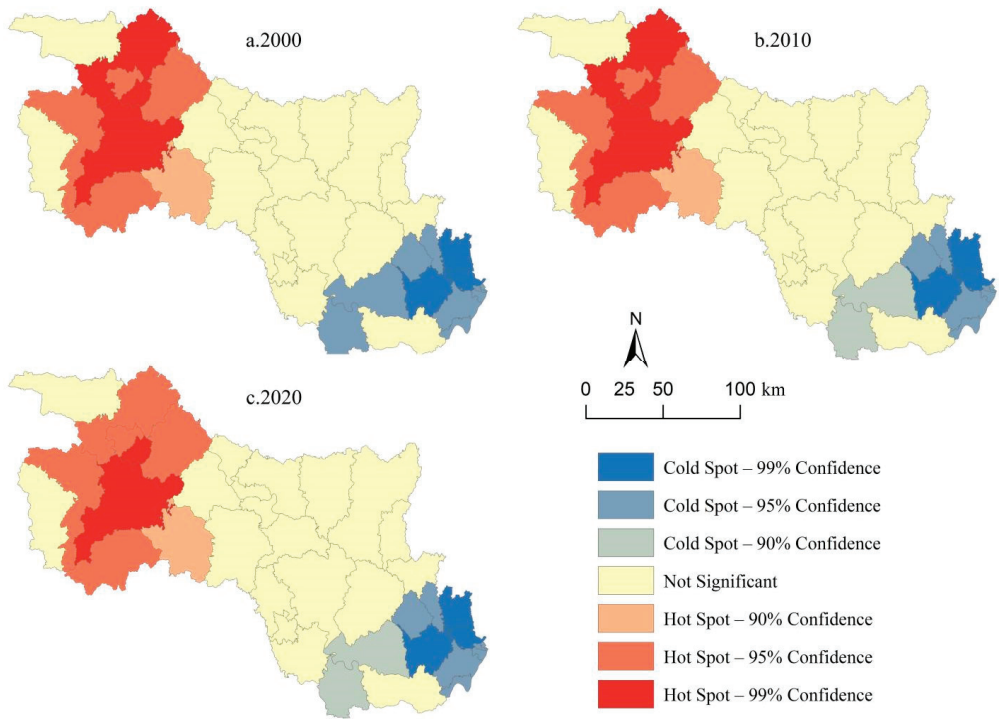 a.2000
b.2010
c.2020
N
0 25 50 100 km
Cold Spot – 99% Confidence
Cold Spot – 95% Confidence
Cold Spot – 90% Confidence
Not Significant
Hot Spot – 90% Confidence
Hot Spot – 95% Confidence
Hot Spot – 99% Confidence